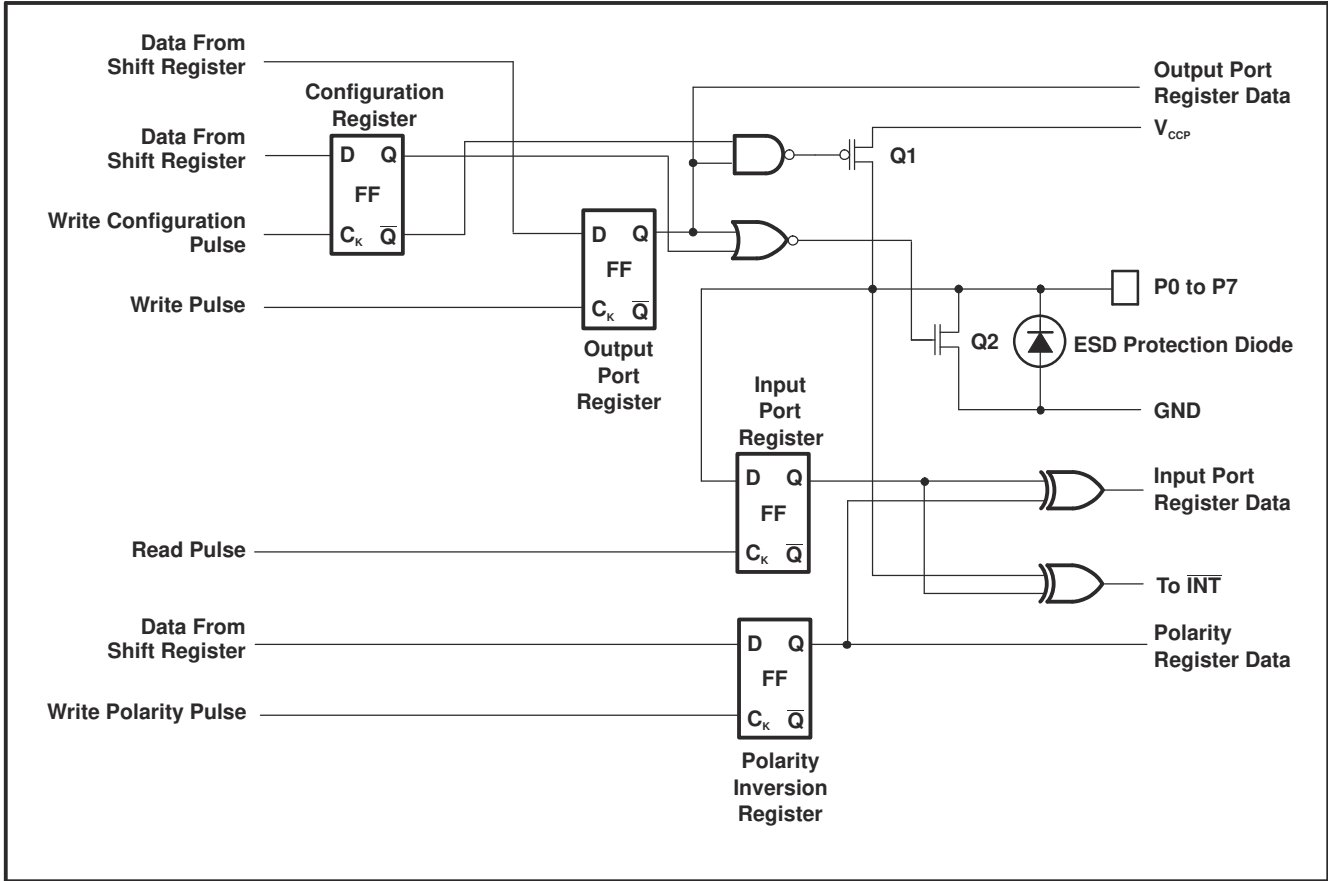 Data From
Shift Register
Configuration
Register
Data From
Shift Register
D Q
FF
CK Q̅
Write Configuration
Pulse
Write Pulse
D Q
FF
CK Q̅
Output
Port
Register
Output Port
Register Data
VCCP
Q1
P0 to P7
Q2
ESD Protection Diode
GND
Input
Port
Register
D Q
FF
CK Q̅
Read Pulse
Input Port
Register Data
To I̅N̅T̅
Data From
Shift Register
Write Polarity Pulse
D Q
FF
CK Q̅
Polarity
Inversion
Register
Polarity
Register Data